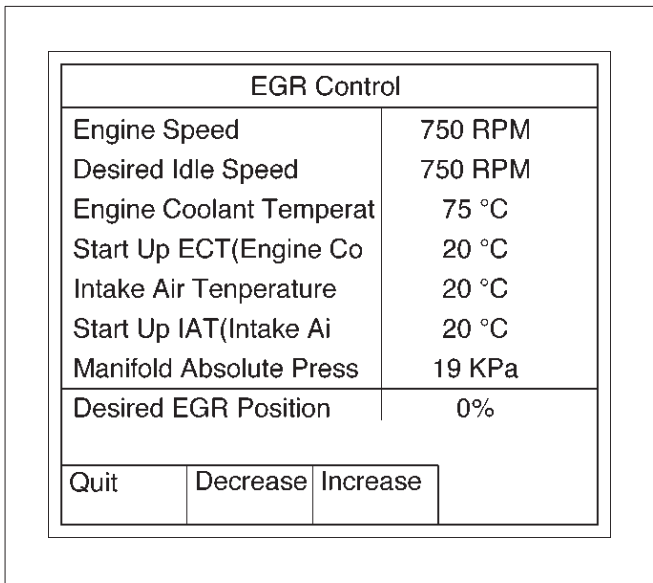 EGR Control
Engine Speed 750 RPM
Desired Idle Speed 750 RPM
Engine Coolant Temperat 75 °C
Start Up ECT(Engine Co 20 °C
Intake Air Tenperature 20 °C
Start Up IAT(Intake Ai 20 °C
Manifold Absolute Press 19 KPa
Desired EGR Position 0%
Quit Decrease Increase